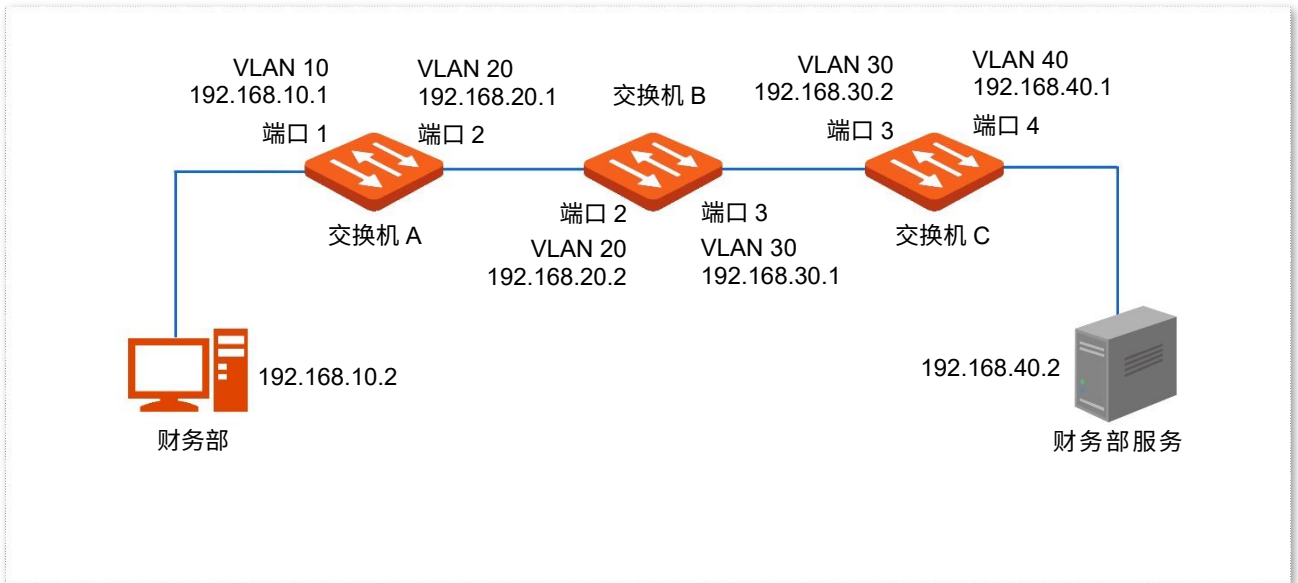 VLAN 10
192.168.10.1
端口 1
VLAN 20
192.168.20.1
端口 2
交换机 B
VLAN 30
192.168.30.2
端口 3
VLAN 40
192.168.40.1
端口 4
交换机 A
端口 2
VLAN 20
192.168.20.2
端口 3
VLAN 30
192.168.30.1
交换机 C
192.168.10.2
财务部
192.168.40.2
财务部服务